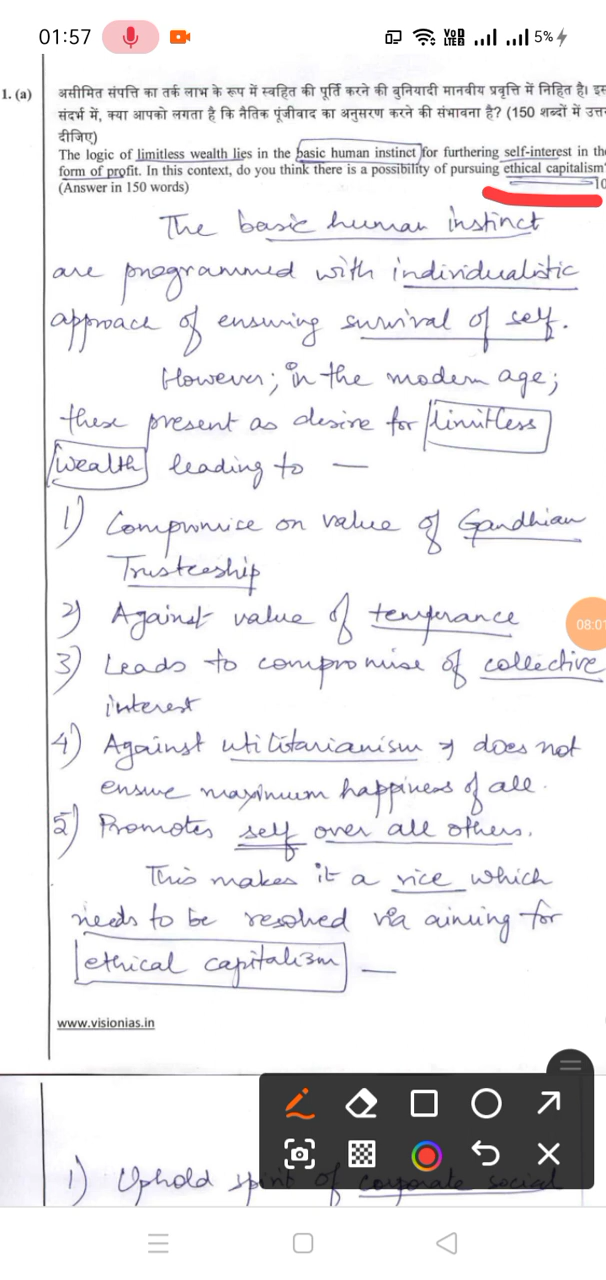 01:57
5%
1. (a)
असीमित संपत्ति का तर्क लाभ के रूप में स्वहित की पूर्ति करने की बुनियादी मानवीय प्रवृत्ति में निहित है। इस
संदर्भ में, क्या आपको लगता है कि नैतिक पूंजीवाद का अनुसरण करने की संभावना है? (150 शब्दों में उत्त
दीजिए)
The logic of limitless wealth lies in the basic human instinct for furthering self-interest in the
form of profit. In this context, do you think there is a possibility of pursuing ethical capitalism?
(Answer in 150 words) 10
The basic human instinct
are programmed with individualistic
approach of ensuring survival of self.
However; in the modern age;
these present as desire for limitless
wealth leading to —
1) Compromise on value of Gandhian
Trusteeship
2) Against value of temperance
08:01
3) Leads to compromise of collective
interest
4) Against utilitarianism & does not
ensure maximum happiness of all.
5) Promotes self over all others.
This makes it a vice which
needs to be resolved via aiming for
ethical capitalism —
www.visionias.in
1) Uphold spirit of corporate social